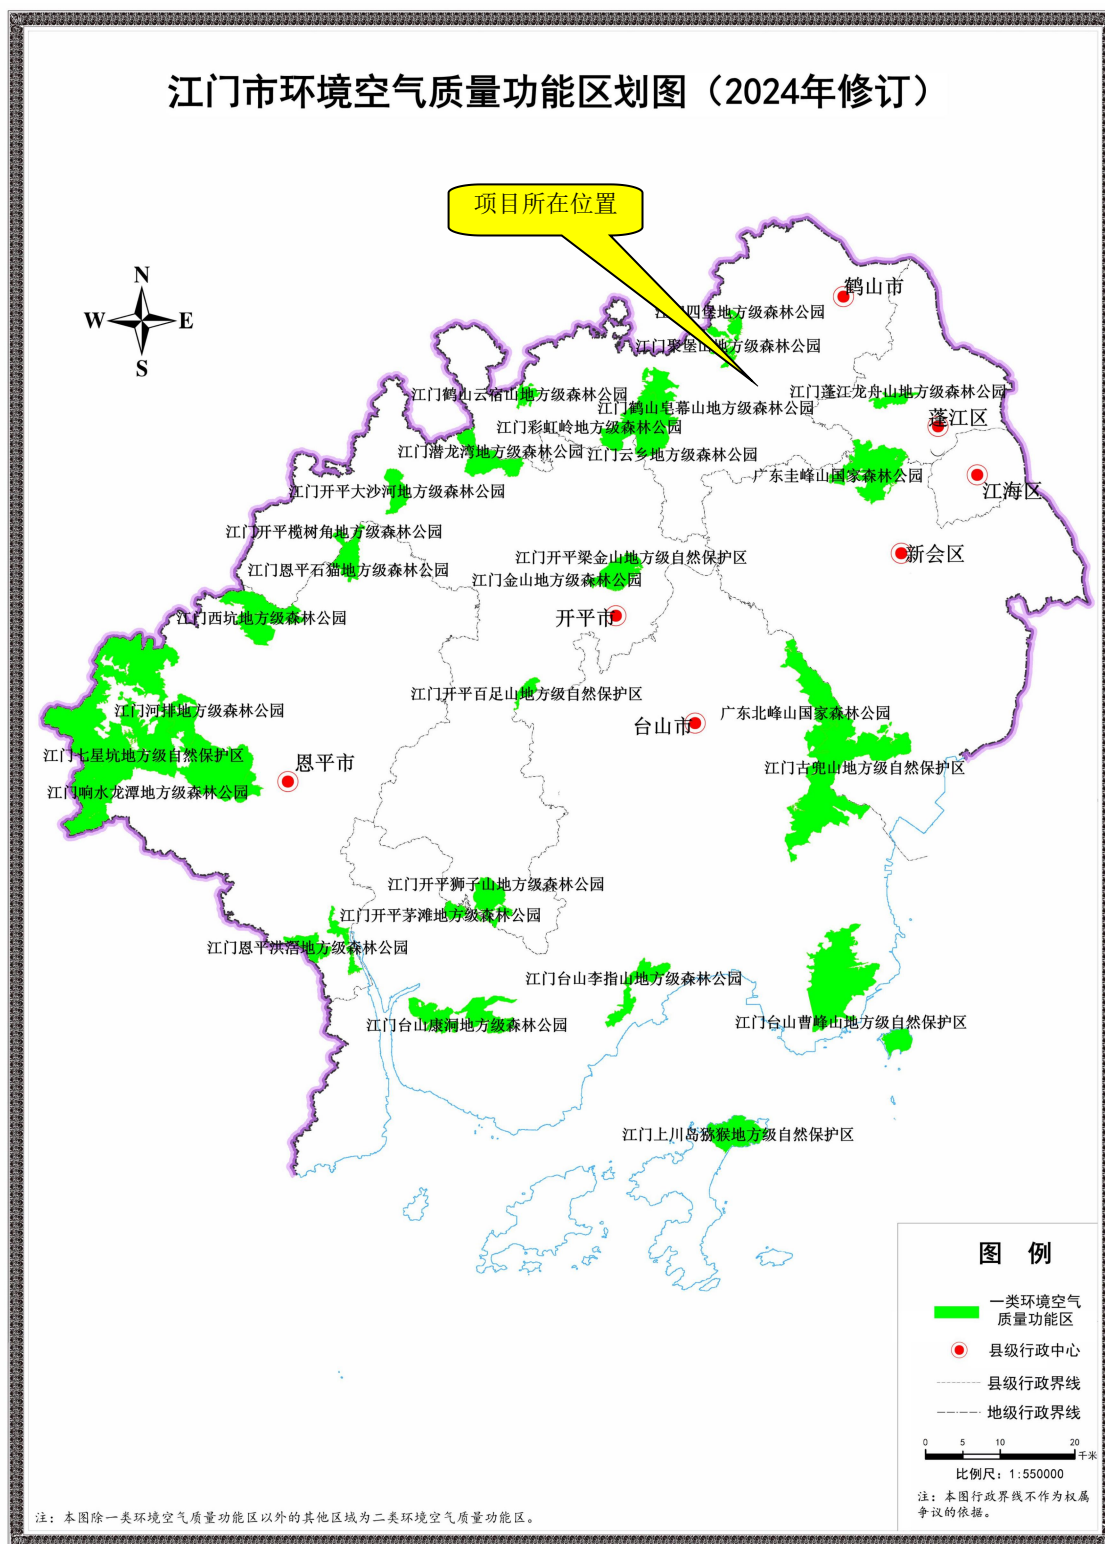 江门市环境空气质量功能区划图（2024年修订）
项目所在位置
N
W
E
S
鹤山市
江门四堡地方级森林公园
江门聚堡山地方级森林公园
江门鹤山云宿山地方级森林公园
江门鹤山皂幕山地方级森林公园
江门蓬江龙舟山地方级森林公园
蓬江区
江门彩虹岭地方级森林公园
江门潜龙湾地方级森林公园
江门云乡地方级森林公园
广东圭峰山国家森林公园
江海区
江门开平大沙河地方级森林公园
江门开平榄树角地方级森林公园
江门恩平石猫地方级森林公园
江门开平梁金山地方级自然保护区
江门金山地方级森林公园
新会区
开平市
江门西坑地方级森林公园
江门开平百足山地方级自然保护区
江门河排地方级森林公园
广东北峰山国家森林公园
台山市
江门七星坑地方级自然保护区
恩平市
江门古兜山地方级自然保护区
江门响水龙潭地方级森林公园
江门开平狮子山地方级森林公园
江门开平茅滩地方级森林公园
江门恩平洪滘地方级森林公园
江门台山李指山地方级森林公园
江门台山康洞地方级森林公园
江门台山曹峰山地方级自然保护区
江门上川岛猕猴地方级自然保护区
图 例
一类环境空气
质量功能区
县级行政中心
县级行政界线
地级行政界线
0 5 10 20
千米
比例尺：1:550000
注：本图行政界线不作为权属
争议的依据。
注：本图除一类环境空气质量功能区以外的其他区域为二类环境空气质量功能区。